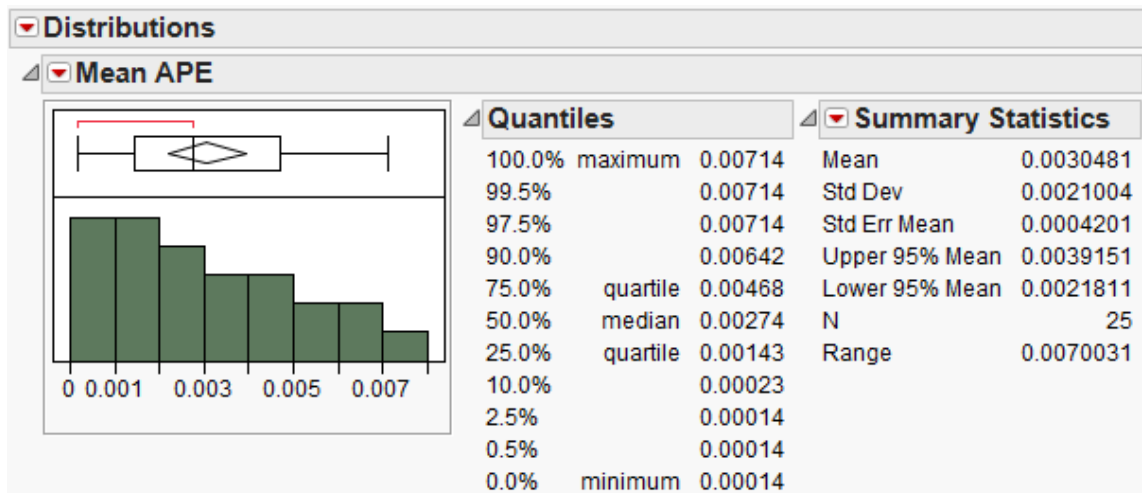 Distributions
Mean APE
0 0.001 0.003 0.005 0.007
Quantiles
100.0% maximum 0.00714
99.5% 0.00714
97.5% 0.00714
90.0% 0.00642
75.0% quartile 0.00468
50.0% median 0.00274
25.0% quartile 0.00143
10.0% 0.00023
2.5% 0.00014
0.5% 0.00014
0.0% minimum 0.00014
Summary Statistics
Mean 0.0030481
Std Dev 0.0021004
Std Err Mean 0.0004201
Upper 95% Mean 0.0039151
Lower 95% Mean 0.0021811
N 25
Range 0.0070031